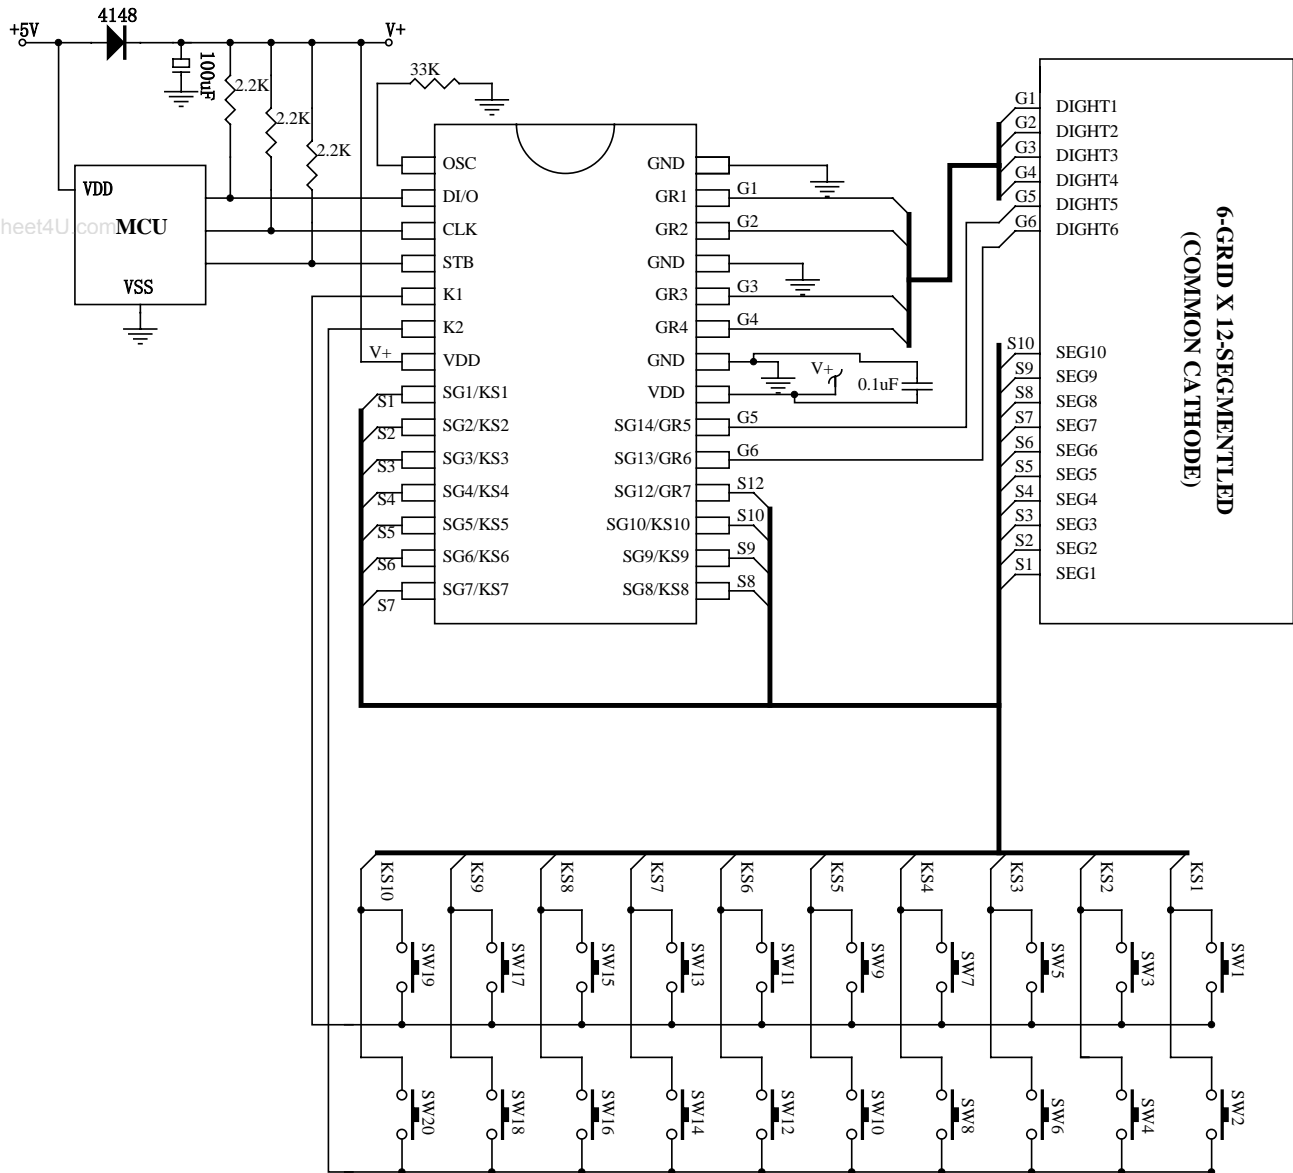 +5V
4148
V+
100uF
2.2K
2.2K
2.2K
33K
VDD
MCU
VSS
heet4U.com
OSC
DI/O
CLK
STB
K1
K2
V+
VDD
SG1/KS1
SG2/KS2
SG3/KS3
SG4/KS4
SG5/KS5
SG6/KS6
SG7/KS7
S1
S2
S3
S4
S5
S6
S7
GND
GR1
GR2
GND
GR3
GR4
GND
VDD
SG14/GR5
SG13/GR6
SG12/GR7
SG10/KS10
SG9/KS9
SG8/KS8
G1
G2
G3
G4
V+
0.1uF
G5
G6
S12
S10
S9
S8
G1
G2
G3
G4
G5
G6
DIGHT1
DIGHT2
DIGHT3
DIGHT4
DIGHT5
DIGHT6
S10
S9
S8
S7
S6
S5
S4
S3
S2
S1
SEG10
SEG9
SEG8
SEG7
SEG6
SEG5
SEG4
SEG3
SEG2
SEG1
6-GRID X 12-SEGMENTLED
(COMMON CATHODE)
KS10
KS9
KS8
KS7
KS6
KS5
KS4
KS3
KS2
KS1
SW19
SW17
SW15
SW13
SW11
SW9
SW7
SW5
SW3
SW1
SW20
SW18
SW16
SW14
SW12
SW10
SW8
SW6
SW4
SW2